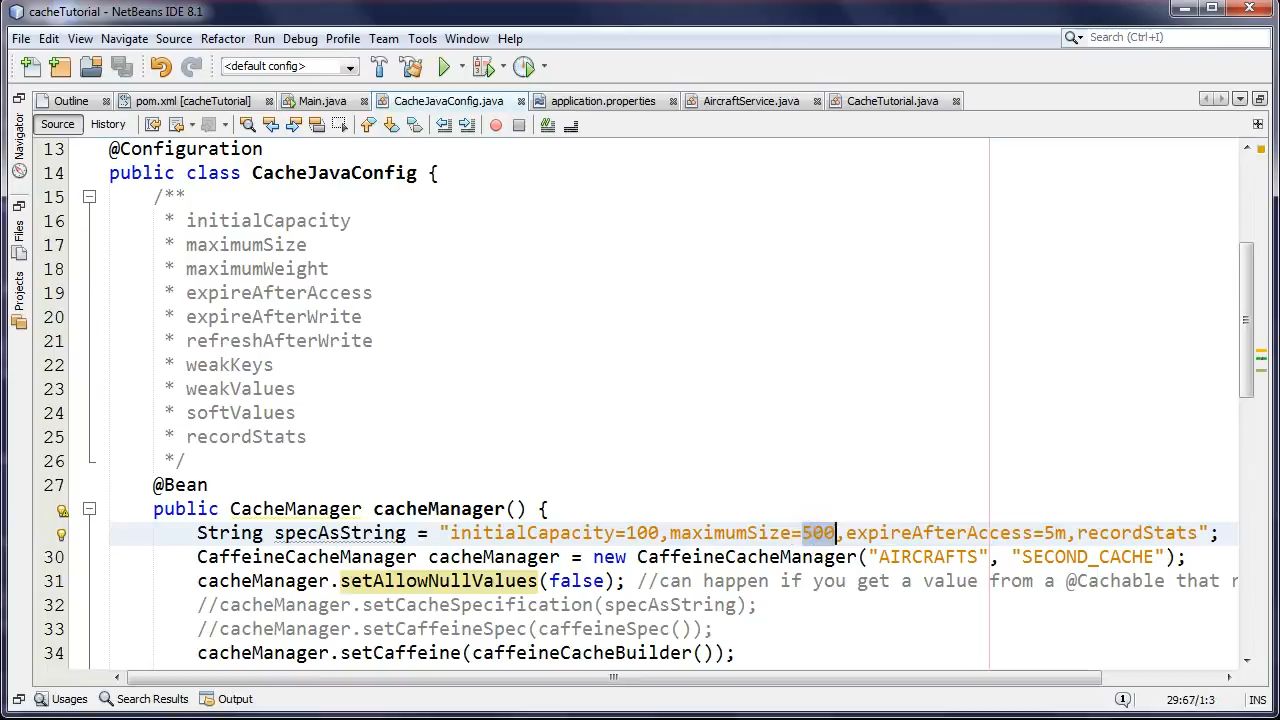 cacheTutorial - NetBeans IDE 8.1
File Edit View Navigate Source Refactor Run Debug Profile Team Tools Window Help
Search (Ctrl+I)
<default config>
Outline pom.xml [cacheTutorial] Main.java CacheJavaConfig.java application.properties AircraftService.java CacheTutorial.java
Source History
Navigator
Files
Projects
13 @Configuration
14 public class CacheJavaConfig {
15 /**
16 * initialCapacity
17 * maximumSize
18 * maximumWeight
19 * expireAfterAccess
20 * expireAfterWrite
21 * refreshAfterWrite
22 * weakKeys
23 * weakValues
24 * softValues
25 * recordStats
26 */
27 @Bean
public CacheManager cacheManager() {
String specAsString = "initialCapacity=100,maximumSize=500,expireAfterAccess=5m,recordStats";
30 CaffeineCacheManager cacheManager = new CaffeineCacheManager("AIRCRAFTS", "SECOND_CACHE");
31 cacheManager.setAllowNullValues(false); //can happen if you get a value from a @Cachable that r
32 //cacheManager.setCacheSpecification(specAsString);
33 //cacheManager.setCaffeineSpec(caffeineSpec());
34 cacheManager.setCaffeine(caffeineCacheBuilder());
Usages Search Results Output
1 29:67/1:3 INS